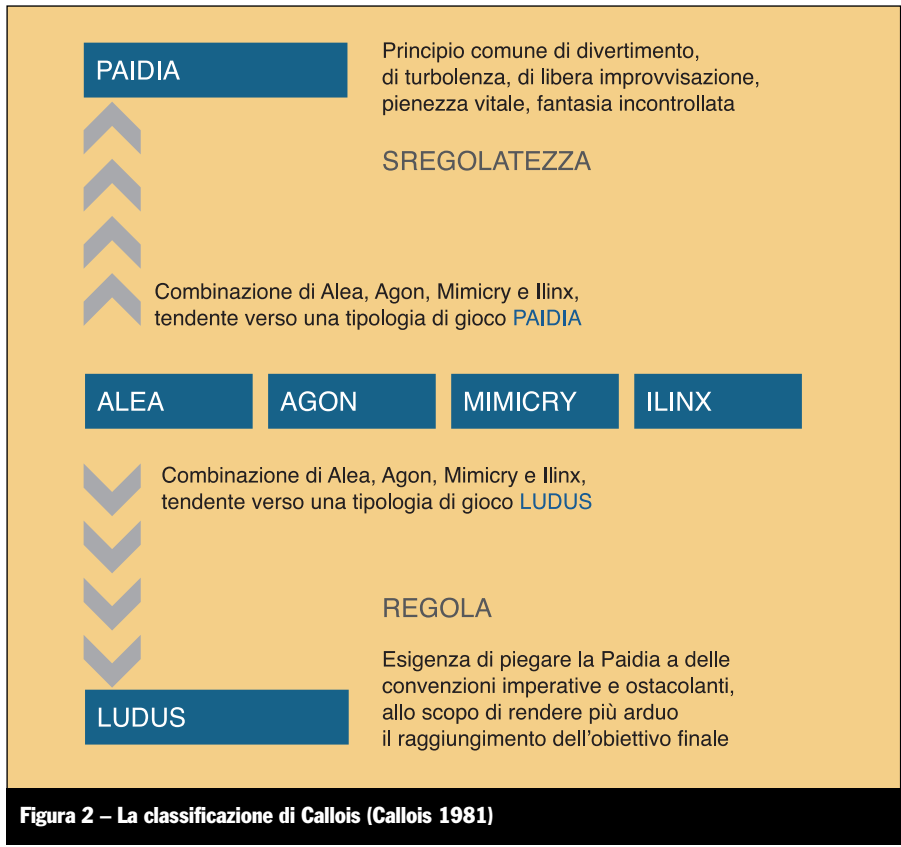 PAIDIA
Principio comune di divertimento,
di turbolenza, di libera improvvisazione,
pienezza vitale, fantasia incontrollata
SREGOLATEZZA
Combinazione di Alea, Agon, Mimicry e Ilinx,
tendente verso una tipologia di gioco PAIDIA
ALEA AGON MIMICRY ILINX
Combinazione di Alea, Agon, Mimicry e Ilinx,
tendente verso una tipologia di gioco LUDUS
REGOLA
Esigenza di piegare la Paidia a delle
convenzioni imperative e ostacolanti,
allo scopo di rendere più arduo
il raggiungimento dell'obiettivo finale
LUDUS
Figura 2 – La classificazione di Callois (Callois 1981)